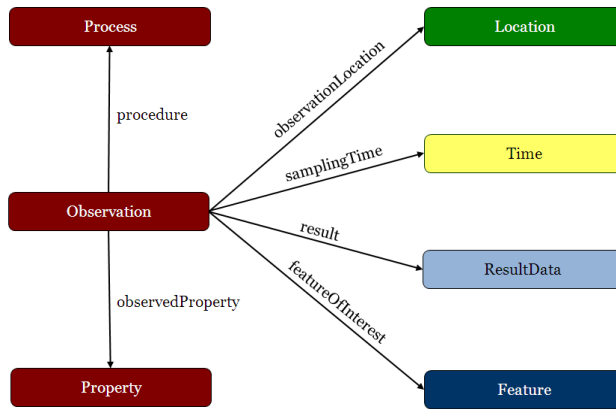 Process
Location
procedure
observationLocation
samplingTime
Time
Observation
result
ResultData
observedProperty
featureOfInterest
Property
Feature